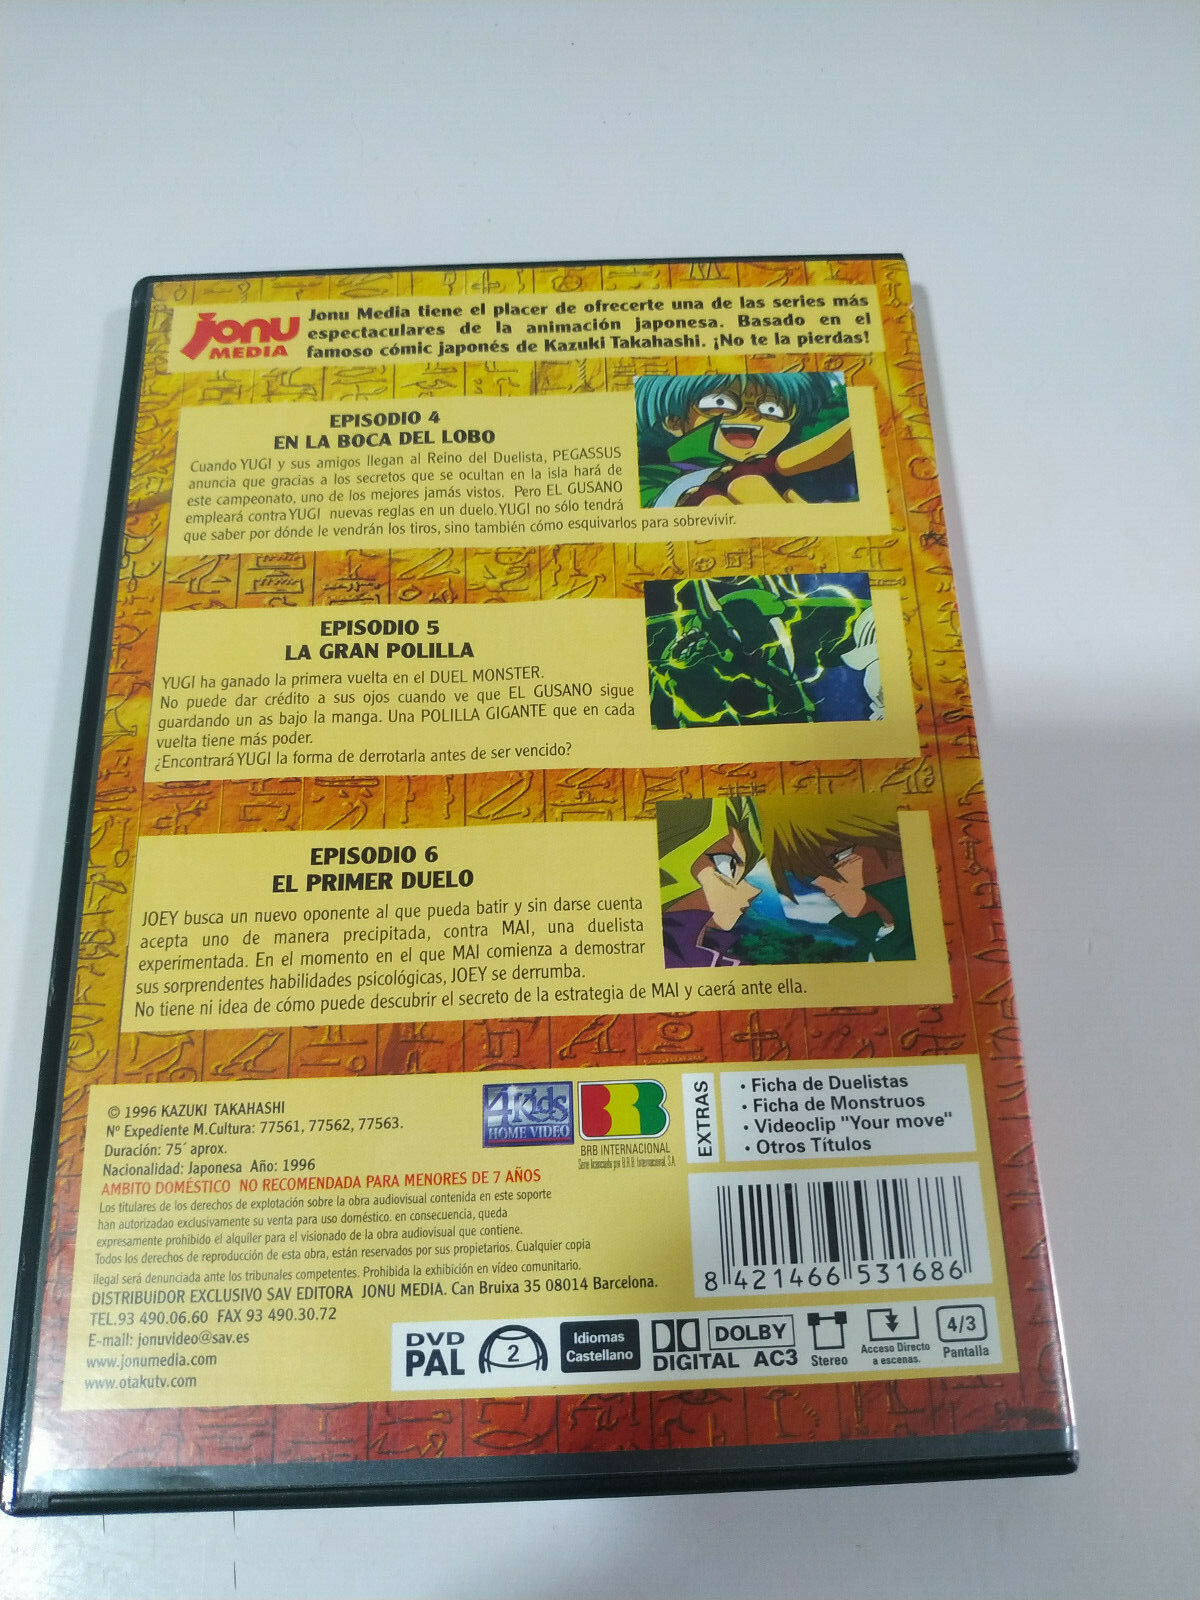 Jonu MEDIA
Jonu Media tiene el placer de ofrecerte una de las series más
espectaculares de la animación japonesa. Basado en el
famoso cómic japonés de Kazuki Takahashi. ¡No te la pierdas!
EPISODIO 4
EN LA BOCA DEL LOBO
Cuando YUGI y sus amigos llegan al Reino del Duelista, PEGASSUS
anuncia que gracias a los secretos que se ocultan en la isla hará de
este campeonato, uno de los mejores jamás vistos. Pero EL GUSANO
empleará contra YUGI nuevas reglas en un duelo. YUGI no sólo tendrá
que saber por dónde le vendrán los tiros, sino también cómo esquivarlos para sobrevivir.
EPISODIO 5
LA GRAN POLILLA
YUGI ha ganado la primera vuelta en el DUEL MONSTER.
No puede dar crédito a sus ojos cuando ve que EL GUSANO sigue
guardando un as bajo la manga. Una POLILLA GIGANTE que en cada
vuelta tiene más poder.
¿Encontrará YUGI la forma de derrotarla antes de ser vencido?
EPISODIO 6
EL PRIMER DUELO
JOEY busca un nuevo oponente al que pueda batir y sin darse cuenta
acepta uno de manera precipitada, contra MAI, una duelista
experimentada. En el momento en el que MAI comienza a demostrar
sus sorprendentes habilidades psicológicas, JOEY se derrumba.
No tiene ni idea de cómo puede descubrir el secreto de la estrategia de MAI y caerá ante ella.
© 1996 KAZUKI TAKAHASHI
Nº Expediente M.Cultura: 77561, 77562, 77563.
Duración: 75´ aprox.
Nacionalidad: Japonesa Año: 1996
AMBITO DOMÉSTICO NO RECOMENDADA PARA MENORES DE 7 AÑOS
Los titulares de los derechos de explotación sobre la obra audiovisual contenida en este soporte
han autorizadao exclusivamente su venta para uso doméstico. en consecuencia, queda
expresamente prohibido el alquiler para el visionado de la obra audiovisual que contiene.
Todos los derechos de reproducción de esta obra, están reservados por sus propietarios. Cualquier copia
ilegal será denunciada ante los tribunales competentes. Prohibida la exhibición en vídeo comunitario.
DISTRIBUIDOR EXCLUSIVO SAV EDITORA JONU MEDIA. Can Bruixa 35 08014 Barcelona.
TEL.93 490.06.60 FAX 93 490.30.72
E-mail: jonuvideo@sav.es
www.jonumedia.com
www.otakutv.com
4Kids
HOME VIDEO
BRB
BRB INTERNACIONAL
Serie licenciada por B.R.B. Internacional, S.A.
EXTRAS
• Ficha de Duelistas
• Ficha de Monstruos
• Videoclip "Your move"
• Otros Títulos
8 421466 531686
DVD
PAL
2
Idiomas
Castellano
DOLBY
DIGITAL AC3
Stereo
Acceso Directo
a escenas.
4/3
Pantalla